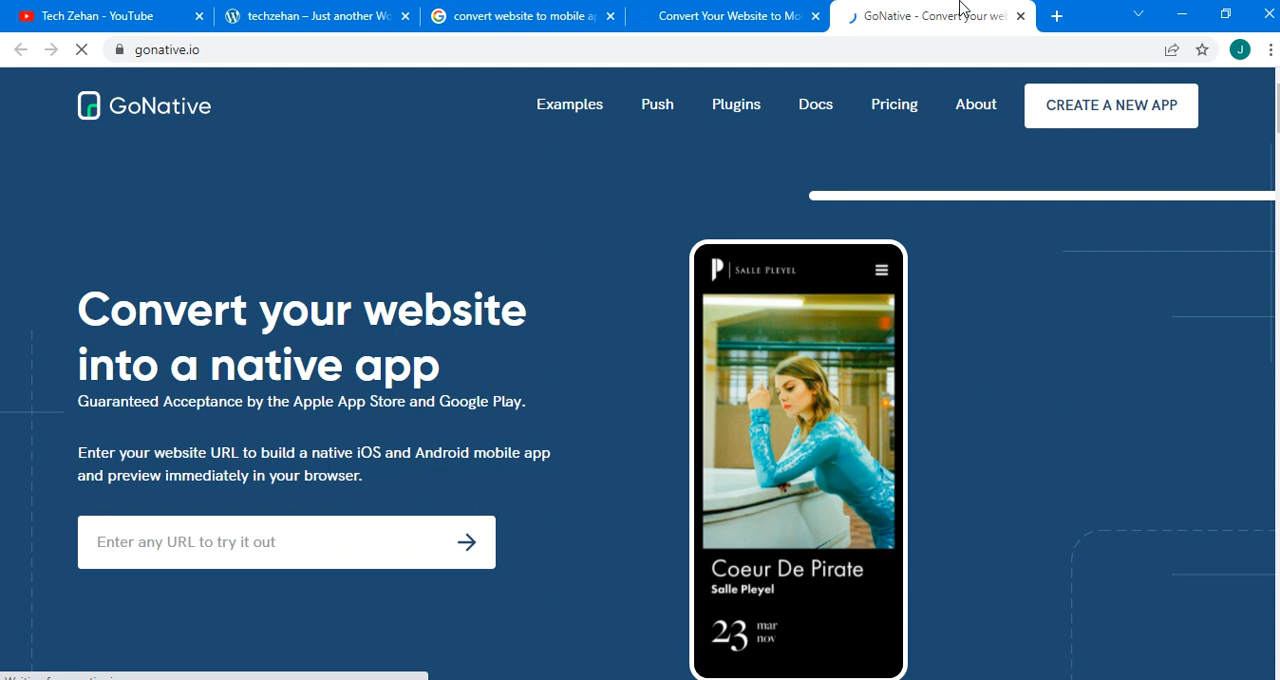 Tech Zehan - YouTube
techzehan – Just another Wo
convert website to mobile ap
Convert Your Website to Mo
GoNative - Convert your wel
gonative.io
J
GoNative
Examples
Push
Plugins
Docs
Pricing
About
CREATE A NEW APP
Convert your website
into a native app
Guaranteed Acceptance by the Apple App Store and Google Play.
Enter your website URL to build a native iOS and Android mobile app
and preview immediately in your browser.
Enter any URL to try it out
SALLE PLEYEL
Coeur De Pirate
Salle Pleyel
23 mar
nov